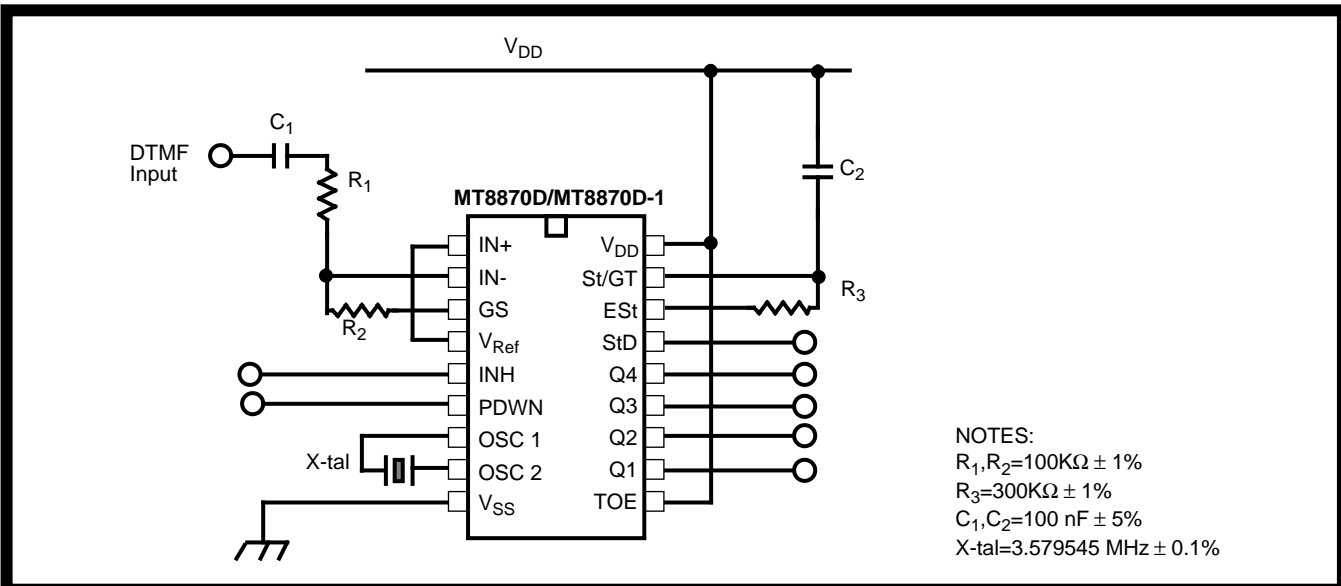 V_DD
C_1
DTMF
Input
R_1
C_2
MT8870D/MT8870D-1
IN+
V_DD
IN-
St/GT
R_3
GS
ESt
R_2
V_Ref
StD
INH
Q4
PDWN
Q3
OSC 1
Q2
X-tal
OSC 2
Q1
V_SS
TOE
NOTES:
R_1,R_2=100KΩ ± 1%
R_3=300KΩ ± 1%
C_1,C_2=100 nF ± 5%
X-tal=3.579545 MHz ± 0.1%